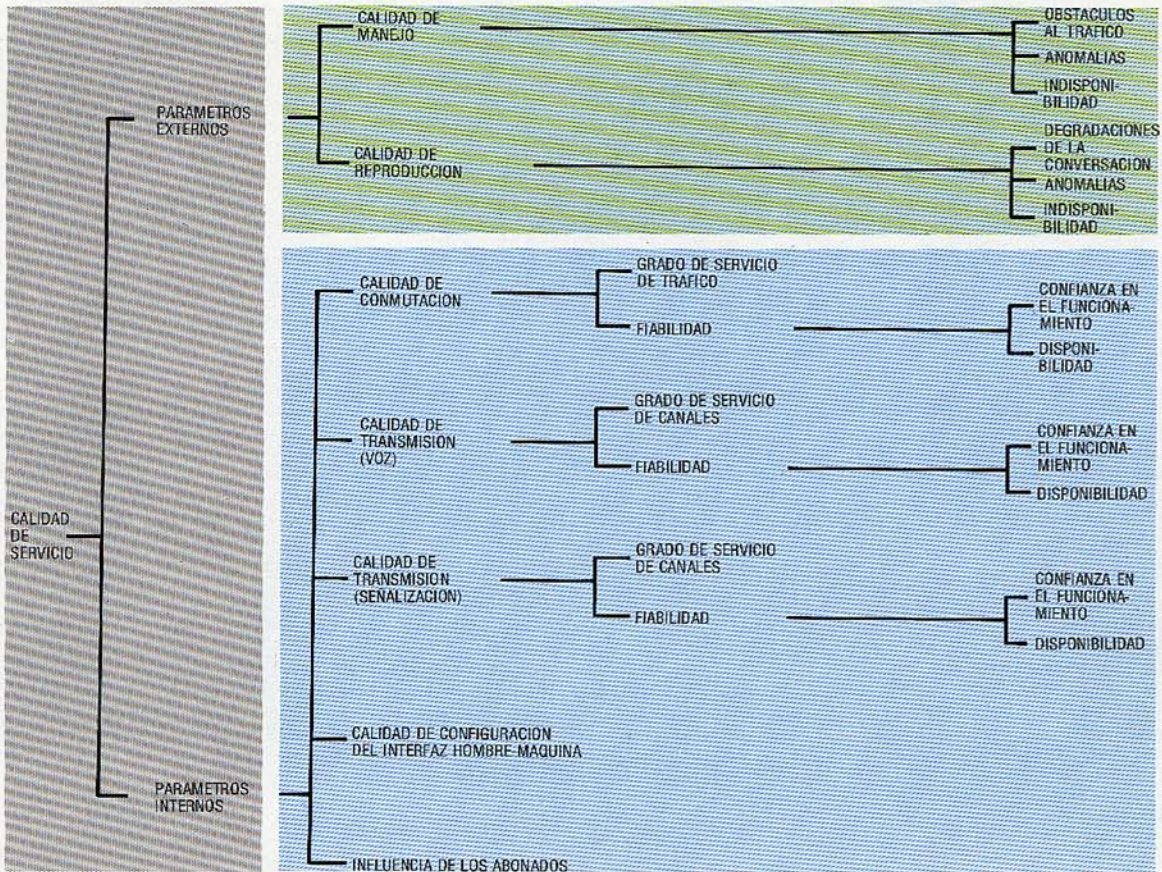 CALIDAD
DE
SERVICIO
PARAMETROS
EXTERNOS
CALIDAD DE
MANEJO
OBSTACULOS
AL TRAFICO
ANOMALIAS
INDISPONI-
BILIDAD
CALIDAD DE
REPRODUCCION
DEGRADACIONES
DE LA
CONVERSACION
ANOMALIAS
INDISPONI-
BILIDAD
PARAMETROS
INTERNOS
CALIDAD DE
CONMUTACION
GRADO DE SERVICIO
DE TRAFICO
FIABILIDAD
CONFIANZA EN
EL FUNCIONA-
MIENTO
DISPONI-
BILIDAD
CALIDAD DE
TRANSMISION
(VOZ)
GRADO DE SERVICIO
DE CANALES
FIABILIDAD
CONFIANZA EN
EL FUNCIONA-
MIENTO
DISPONIBILIDAD
CALIDAD DE
TRANSMISION
(SEÑALIZACION)
GRADO DE SERVICIO
DE CANALES
FIABILIDAD
CONFIANZA EN
EL FUNCIONA-
MIENTO
DISPONIBILIDAD
CALIDAD DE CONFIGURACION
DEL INTERFAZ HOMBRE-MAQUINA
INFLUENCIA DE LOS ABONADOS